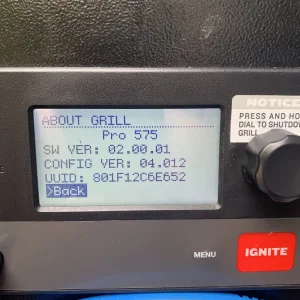 ABOUT GRILL
Pro 575
SW VER: 02.00.01
CONFIG VER: 04.012
UUID: 801F12C6E652
>Back
NOTICE
PRESS AND HO
DIAL TO SHUTDOW
GRILL
MENU
IGNITE